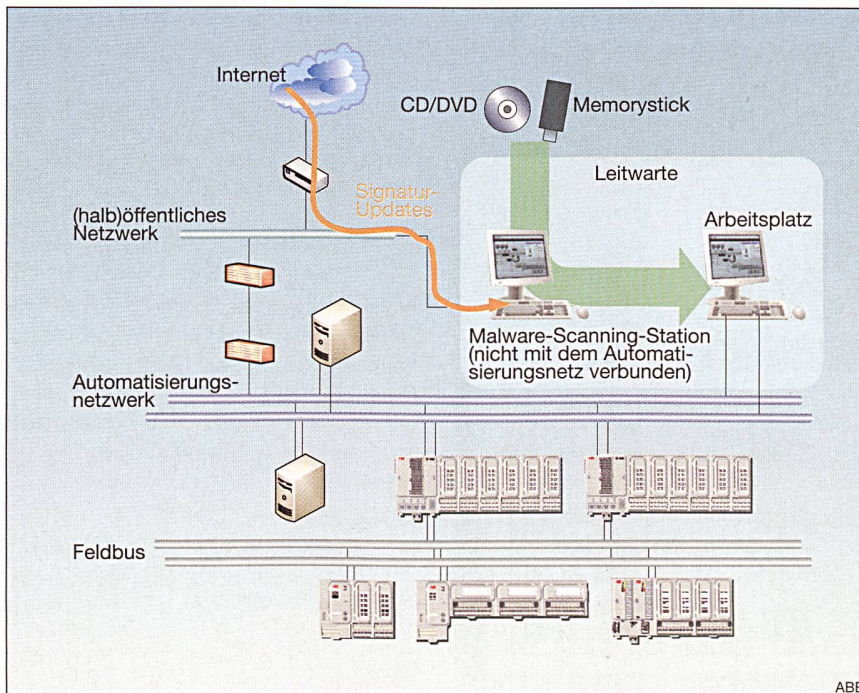 Internet
CD/DVD
Memorystick
Leitwarte
Signatur-
Updates
(halb)öffentliches
Netzwerk
Arbeitsplatz
Malware-Scanning-Station
(nicht mit dem Automati-
sierungsnetz verbunden)
Automatisierungs-
netzwerk
Feldbus
ABB